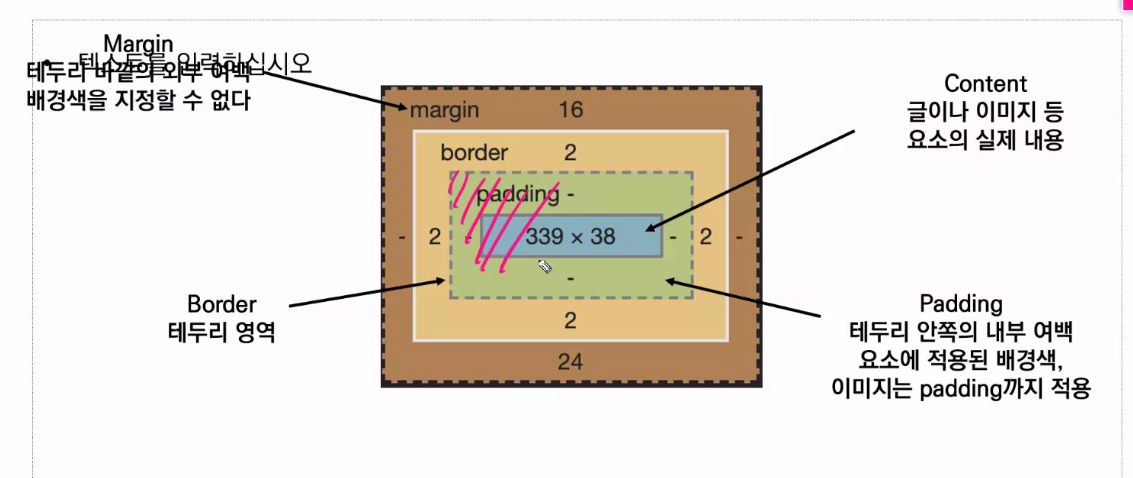 Margin
• 텍스트를 입력하십시오
테두리 바깥의 외부 여백
배경색을 지정할 수 없다
Content
글이나 이미지 등
요소의 실제 내용
margin 16
border 2
padding -
- 2 - 339 × 38 - 2 -
-
2
24
Border
테두리 영역
Padding
테두리 안쪽의 내부 여백
요소에 적용된 배경색,
이미지는 padding까지 적용